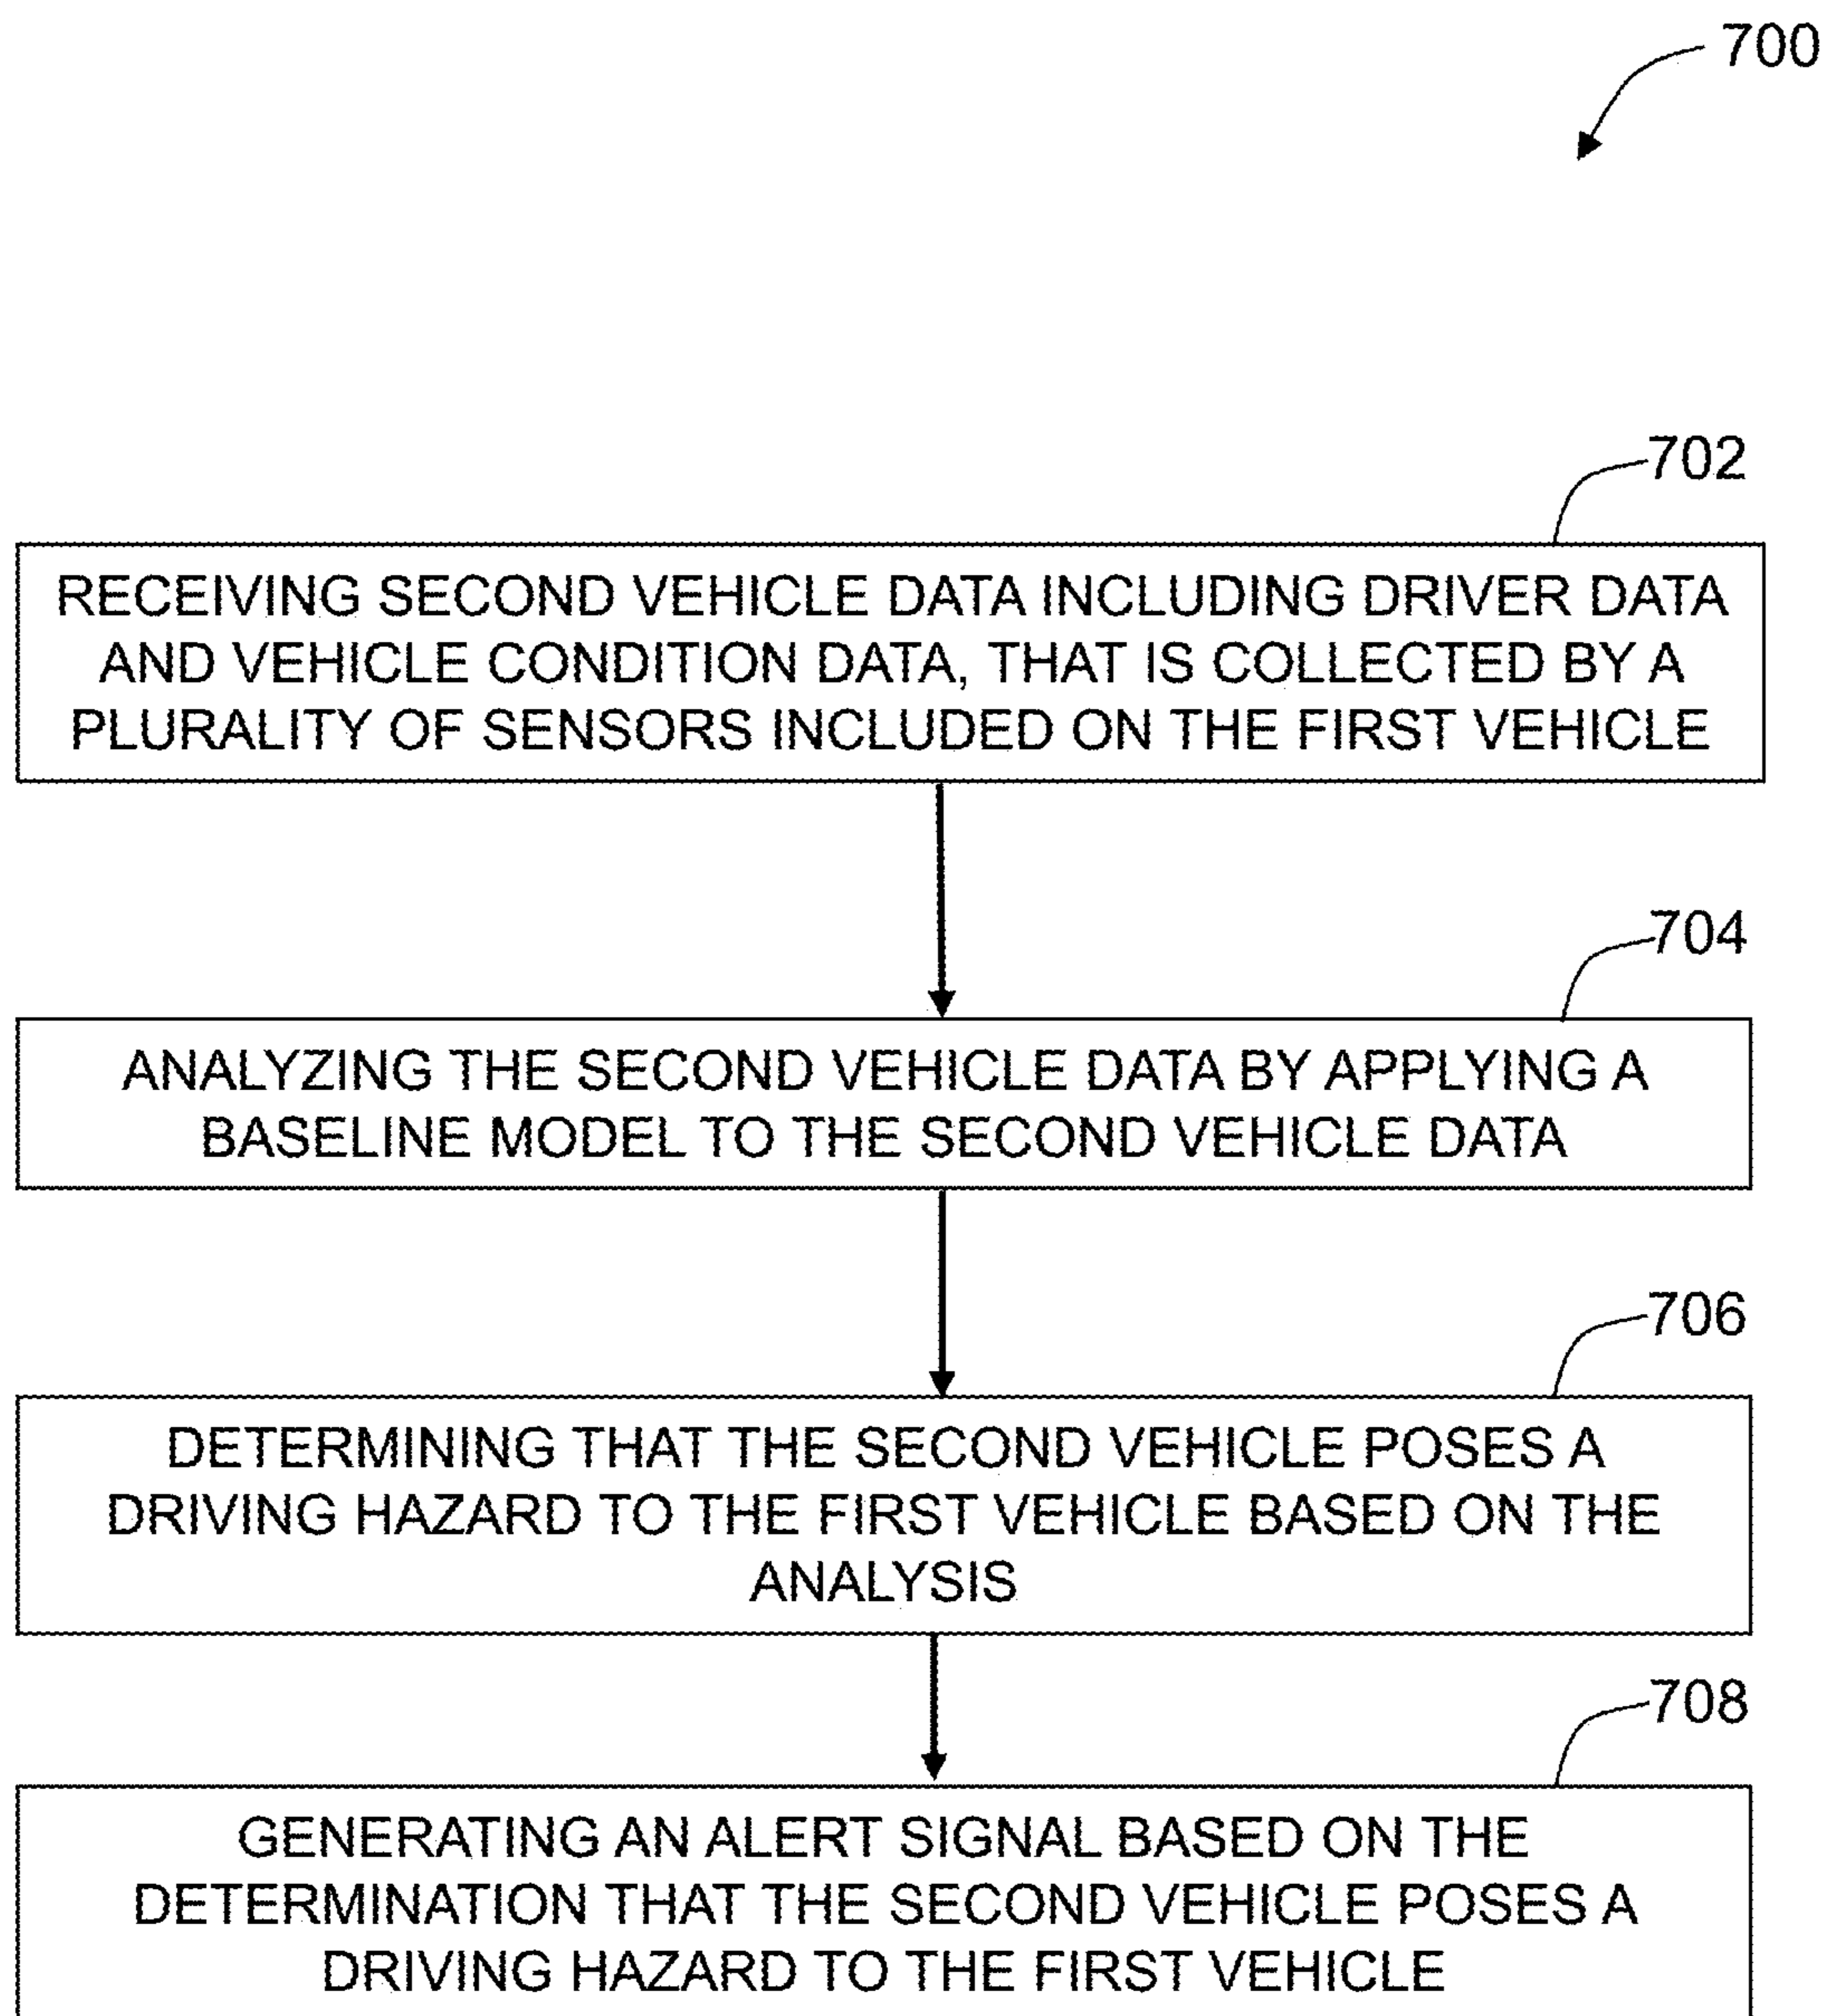 700
702
RECEIVING SECOND VEHICLE DATA INCLUDING DRIVER DATA
AND VEHICLE CONDITION DATA, THAT IS COLLECTED BY A
PLURALITY OF SENSORS INCLUDED ON THE FIRST VEHICLE
704
ANALYZING THE SECOND VEHICLE DATA BY APPLYING A
BASELINE MODEL TO THE SECOND VEHICLE DATA
706
DETERMINING THAT THE SECOND VEHICLE POSES A
DRIVING HAZARD TO THE FIRST VEHICLE BASED ON THE
ANALYSIS
708
GENERATING AN ALERT SIGNAL BASED ON THE
DETERMINATION THAT THE SECOND VEHICLE POSES A
DRIVING HAZARD TO THE FIRST VEHICLE